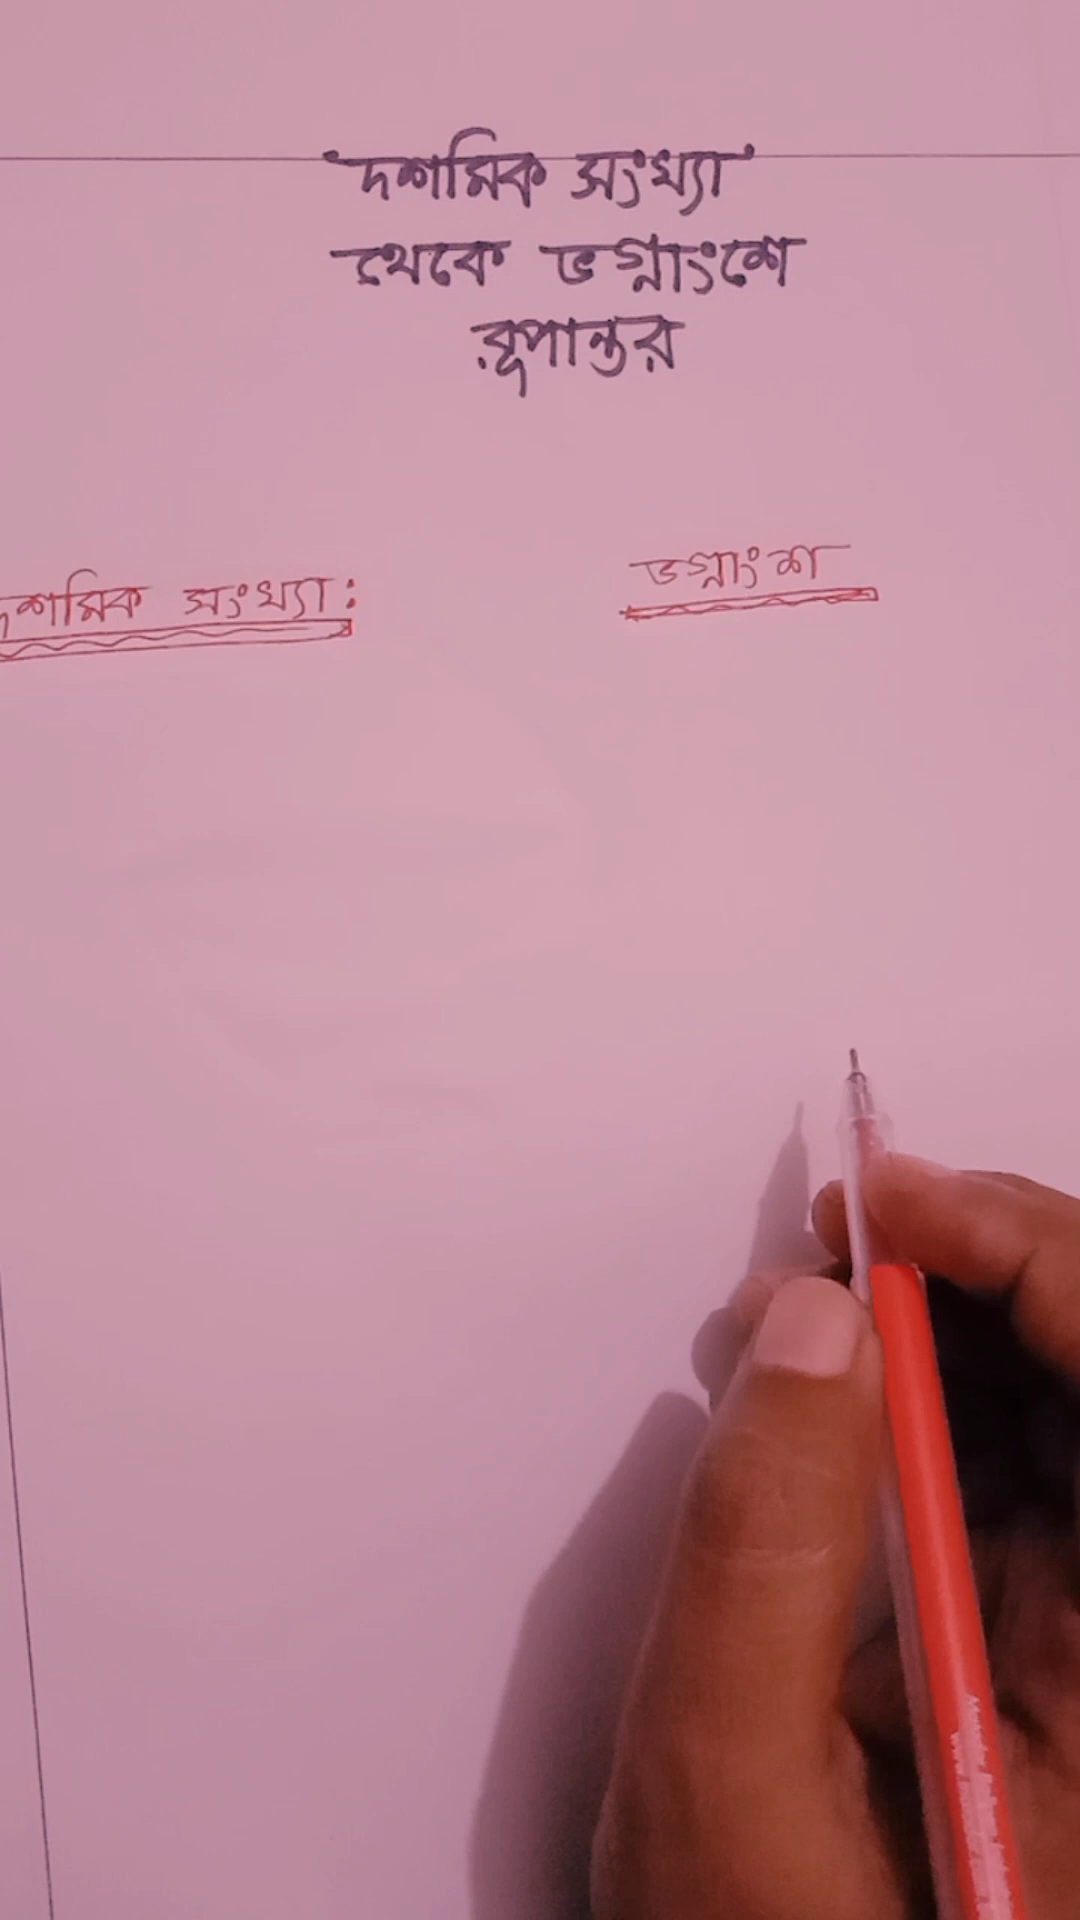 'দশমিক সংখ্যা'
থেকে ভগ্নাংশে
রূপান্তর
দশমিক সংখ্যা:
ভগ্নাংশ